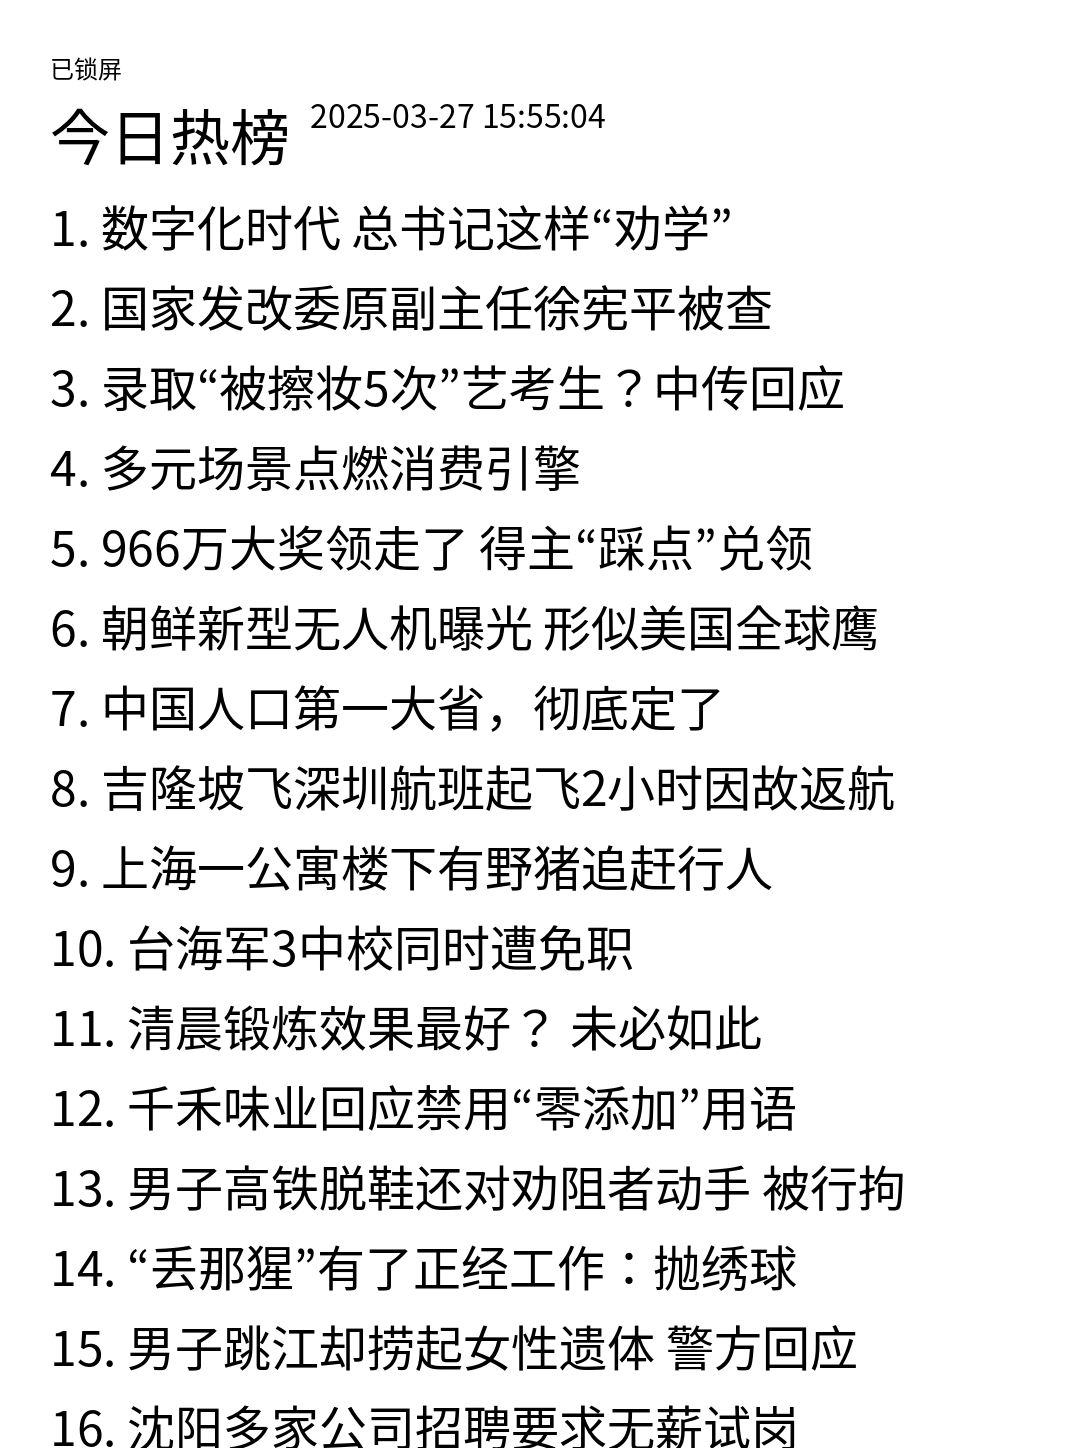 已锁屏
今日热榜 2025-03-27 15:55:04
1. 数字化时代 总书记这样“劝学”
2. 国家发改委原副主任徐宪平被查
3. 录取“被擦妆5次”艺考生？中传回应
4. 多元场景点燃消费引擎
5. 966万大奖领走了 得主“踩点”兑领
6. 朝鲜新型无人机曝光 形似美国全球鹰
7. 中国人口第一大省，彻底定了
8. 吉隆坡飞深圳航班起飞2小时因故返航
9. 上海一公寓楼下有野猪追赶行人
10. 台海军3中校同时遭免职
11. 清晨锻炼效果最好？ 未必如此
12. 千禾味业回应禁用“零添加”用语
13. 男子高铁脱鞋还对劝阻者动手 被行拘
14. “丢那猩”有了正经工作：抛绣球
15. 男子跳江却捞起女性遗体 警方回应
16. 沈阳多家公司招聘要求无薪试岗